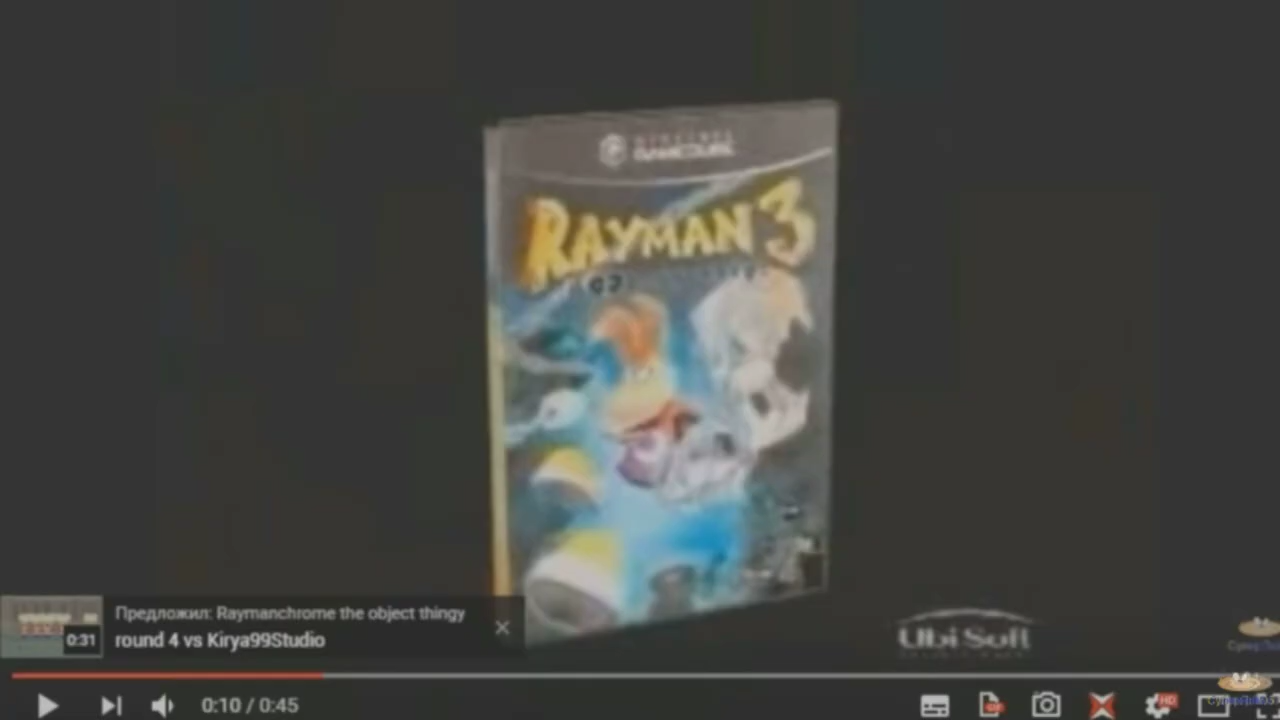 GAMECUBE
RAYMAN 3
Ubi Soft
Предложил: Raymanchrome the object thingy
0:31
round 4 vs Kirya99Studio
0:10 / 0:45
HD